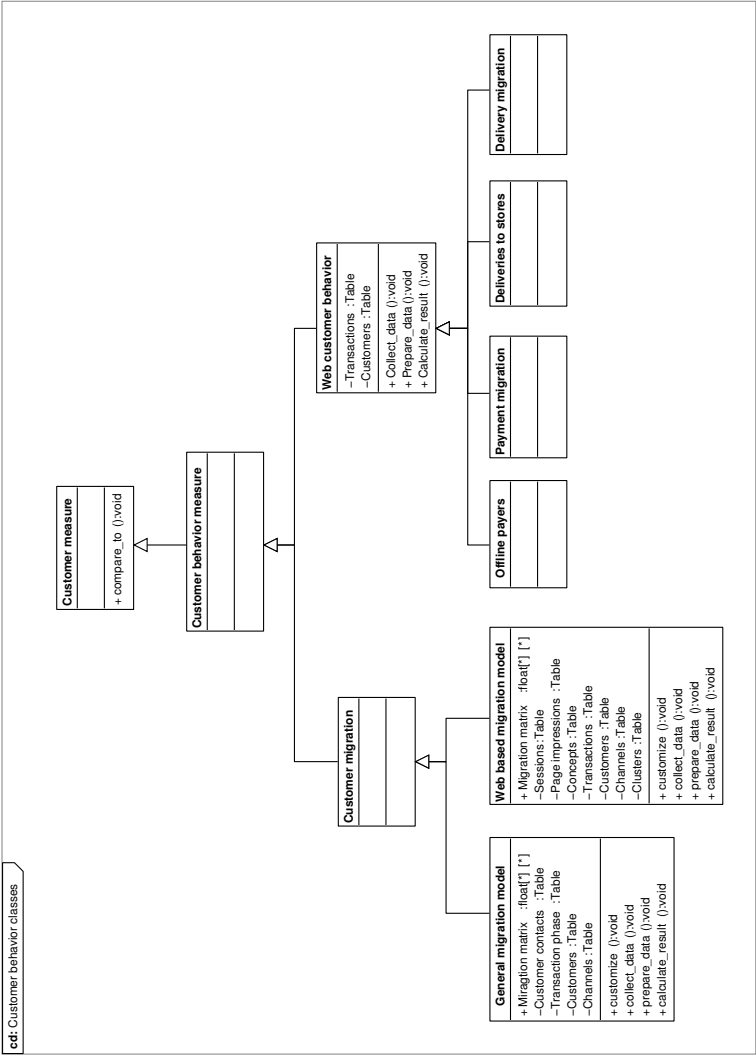 cd: Customer behavior classes
Customer measure
+ compare_to ():void
Customer behavior measure
Customer migration
Web customer behavior
−Transactions :Table
−Customers :Table
+ Collect_data ():void
+ Prepare_data ():void
+ Calculate_result ():void
General migration model
+ Miragtion matrix :float[*] [*]
−Customer contacts :Table
−Transaction phase :Table
−Customers :Table
−Channels :Table
+ customize ():void
+ collect_data ():void
+ prepare_data ():void
+ calculate_result ():void
Web based migration model
+ Migration matrix :float[*] [*]
−Sessions:Table
−Page impressions :Table
−Concepts :Table
−Transactions :Table
−Customers :Table
−Channels :Table
−Clusters :Table
+ customize ():void
+ collect_data ():void
+ prepare_data ():void
+ calculate_result ():void
Offline payers
Payment migration
Deliveries to stores
Delivery migration